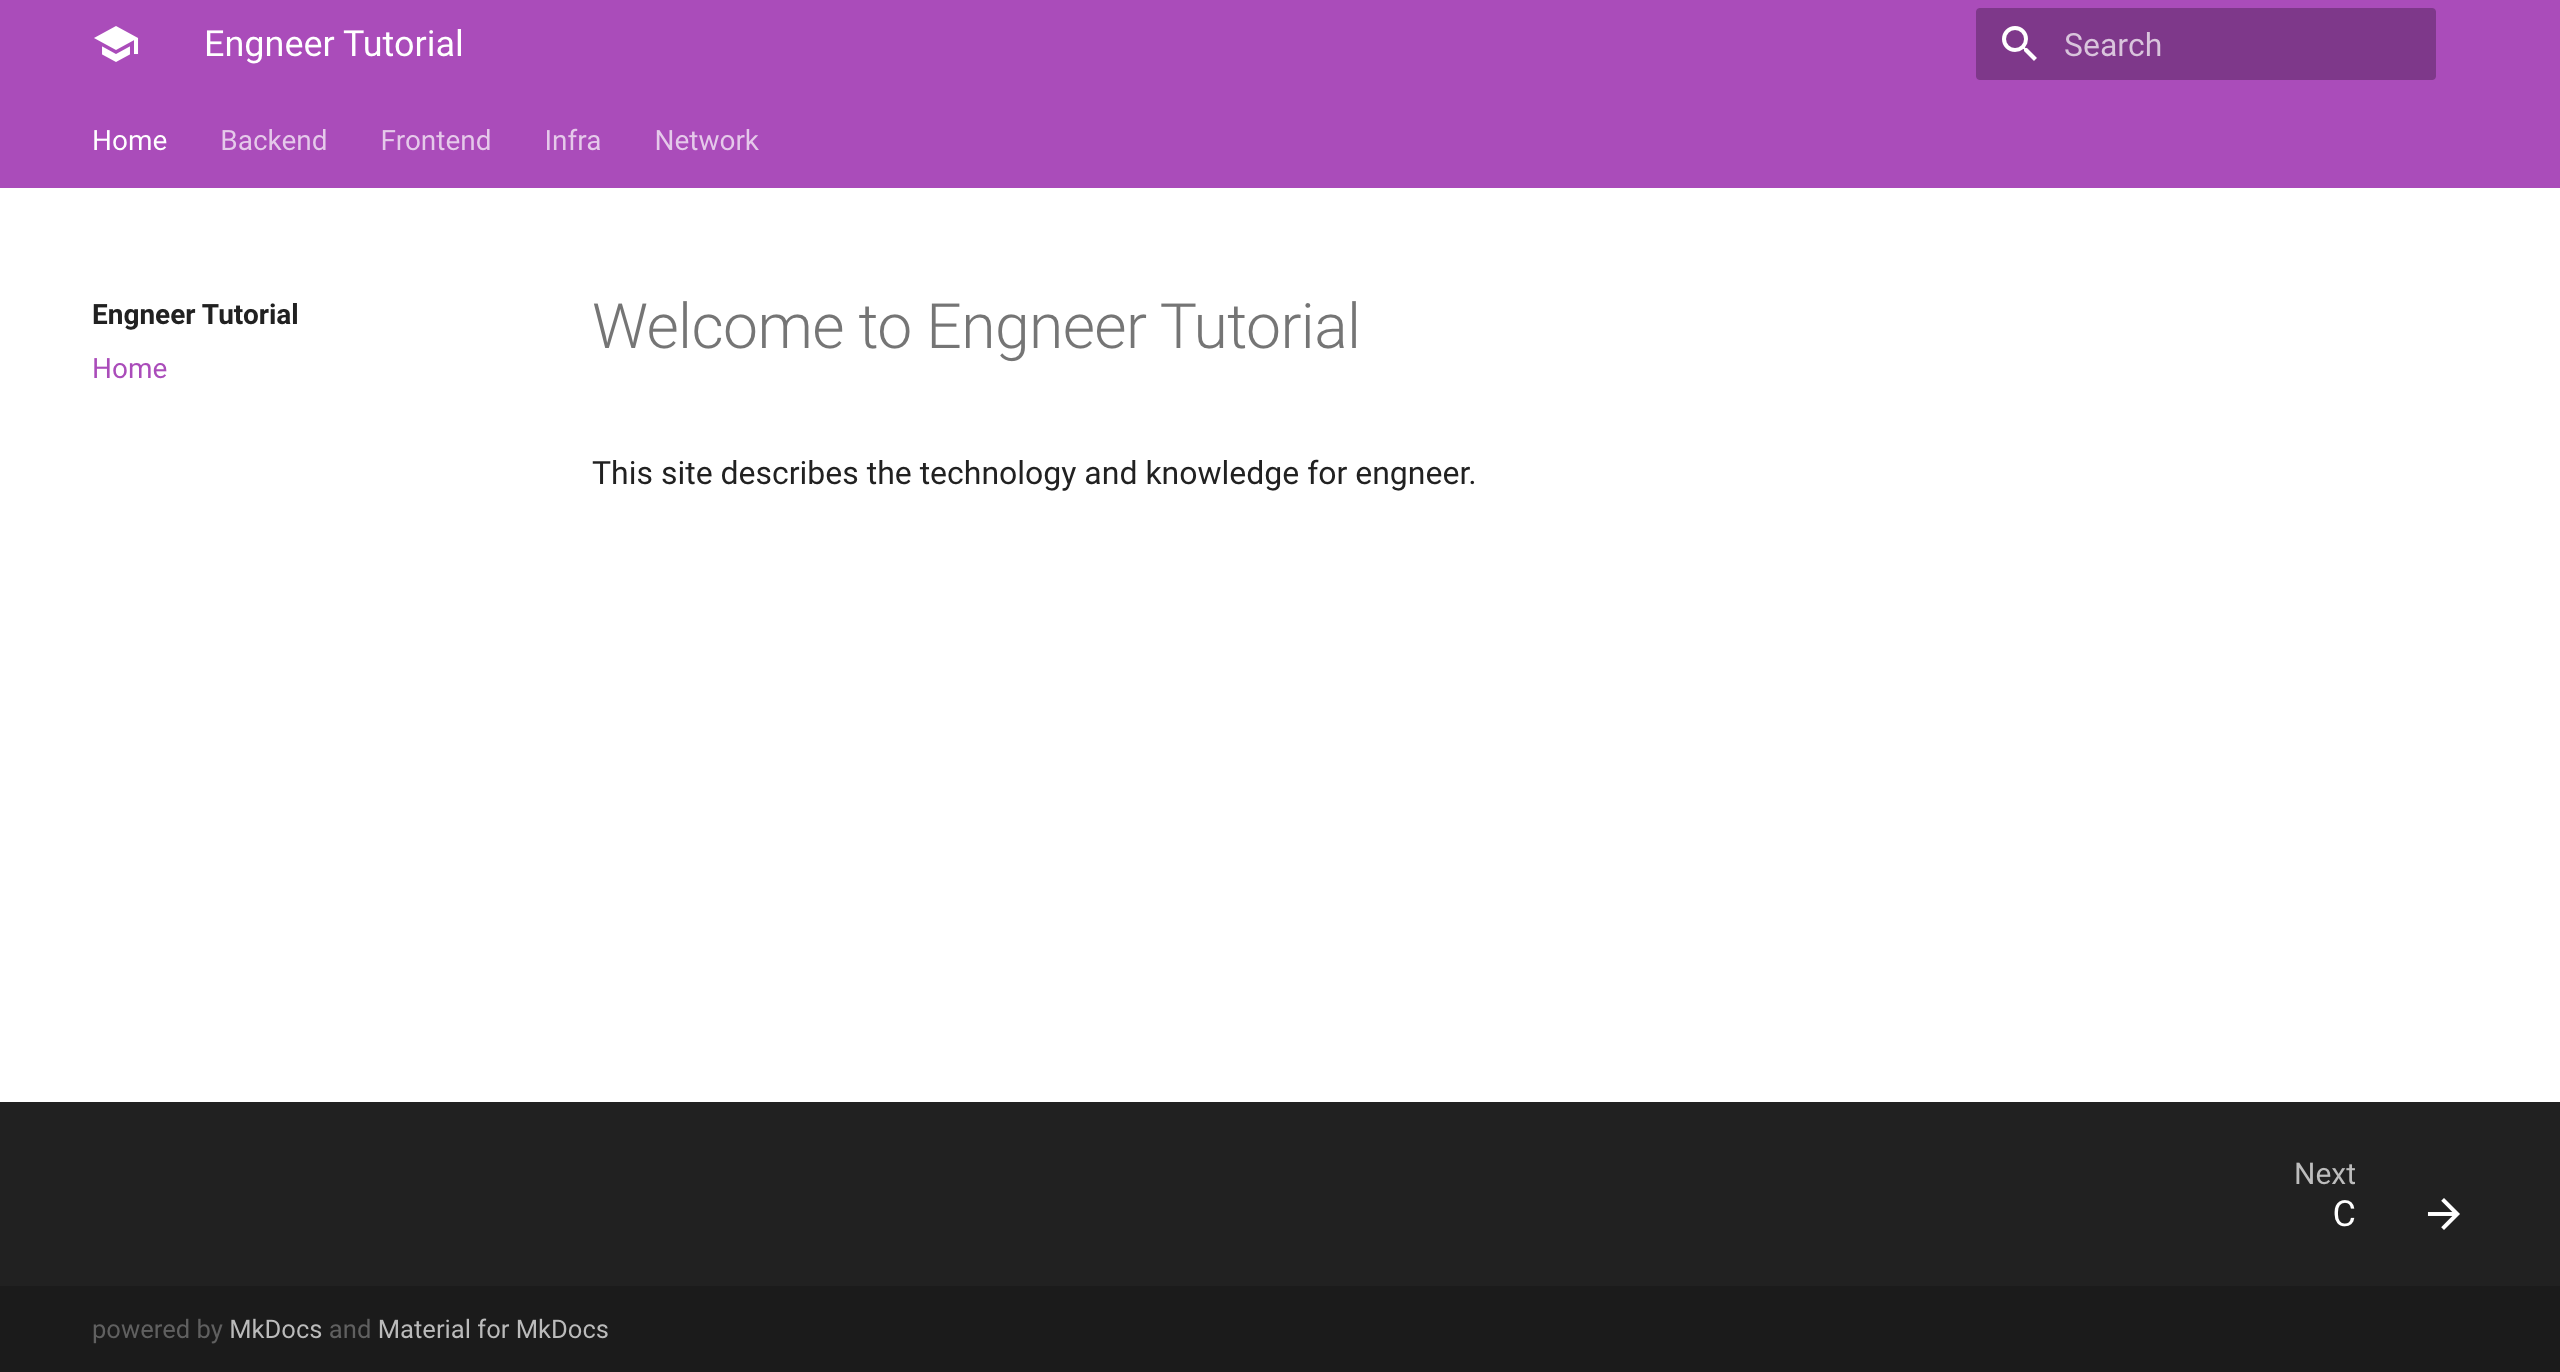 Engneer Tutorial
Search
Home Backend Frontend Infra Network
Engneer Tutorial
Home
Welcome to Engneer Tutorial
This site describes the technology and knowledge for engneer.
Next
C
powered by MkDocs and Material for MkDocs